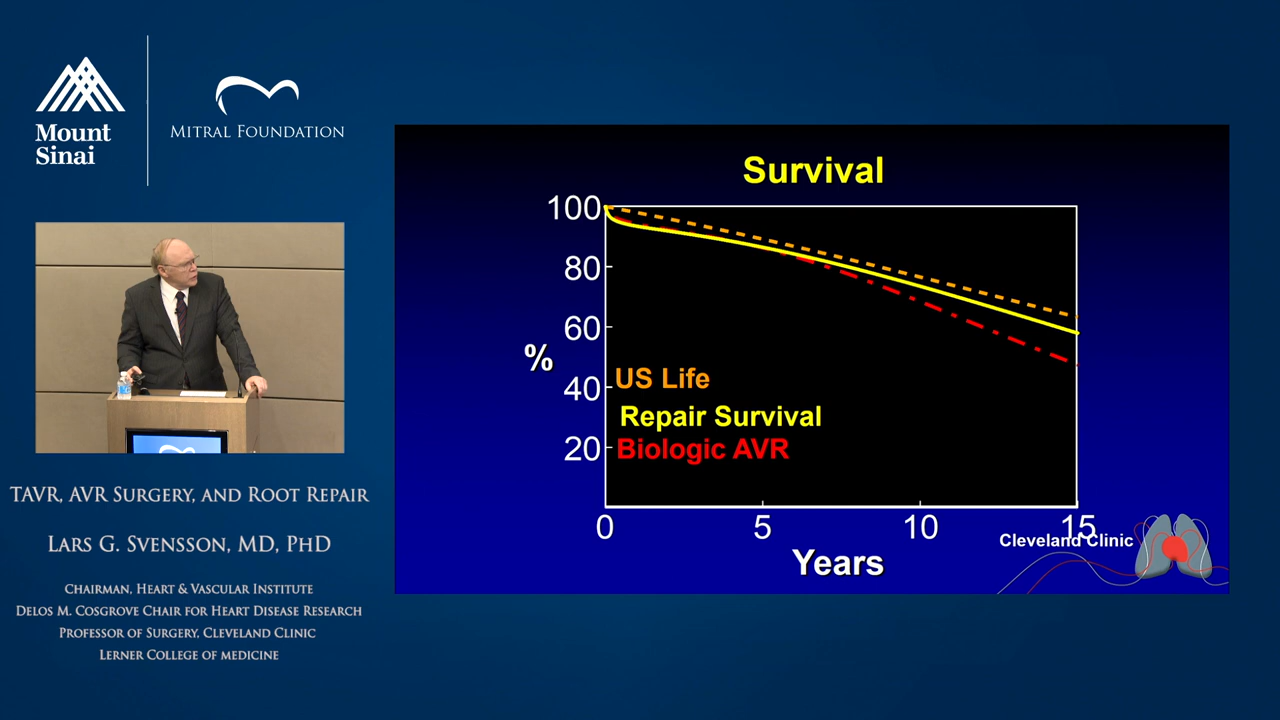 Mount
Sinai
MITRAL FOUNDATION
TAVR, AVR SURGERY, AND ROOT REPAIR
LARS G. SVENSSON, MD, PHD
CHAIRMAN, HEART & VASCULAR INSTITUTE
DELOS M. COSGROVE CHAIR FOR HEART DISEASE RESEARCH
PROFESSOR OF SURGERY, CLEVELAND CLINIC
LERNER COLLEGE OF MEDICINE
Survival
100
80
60
%
40
20
US Life
Repair Survival
Biologic AVR
0 5 10 15
Years
Cleveland Clinic